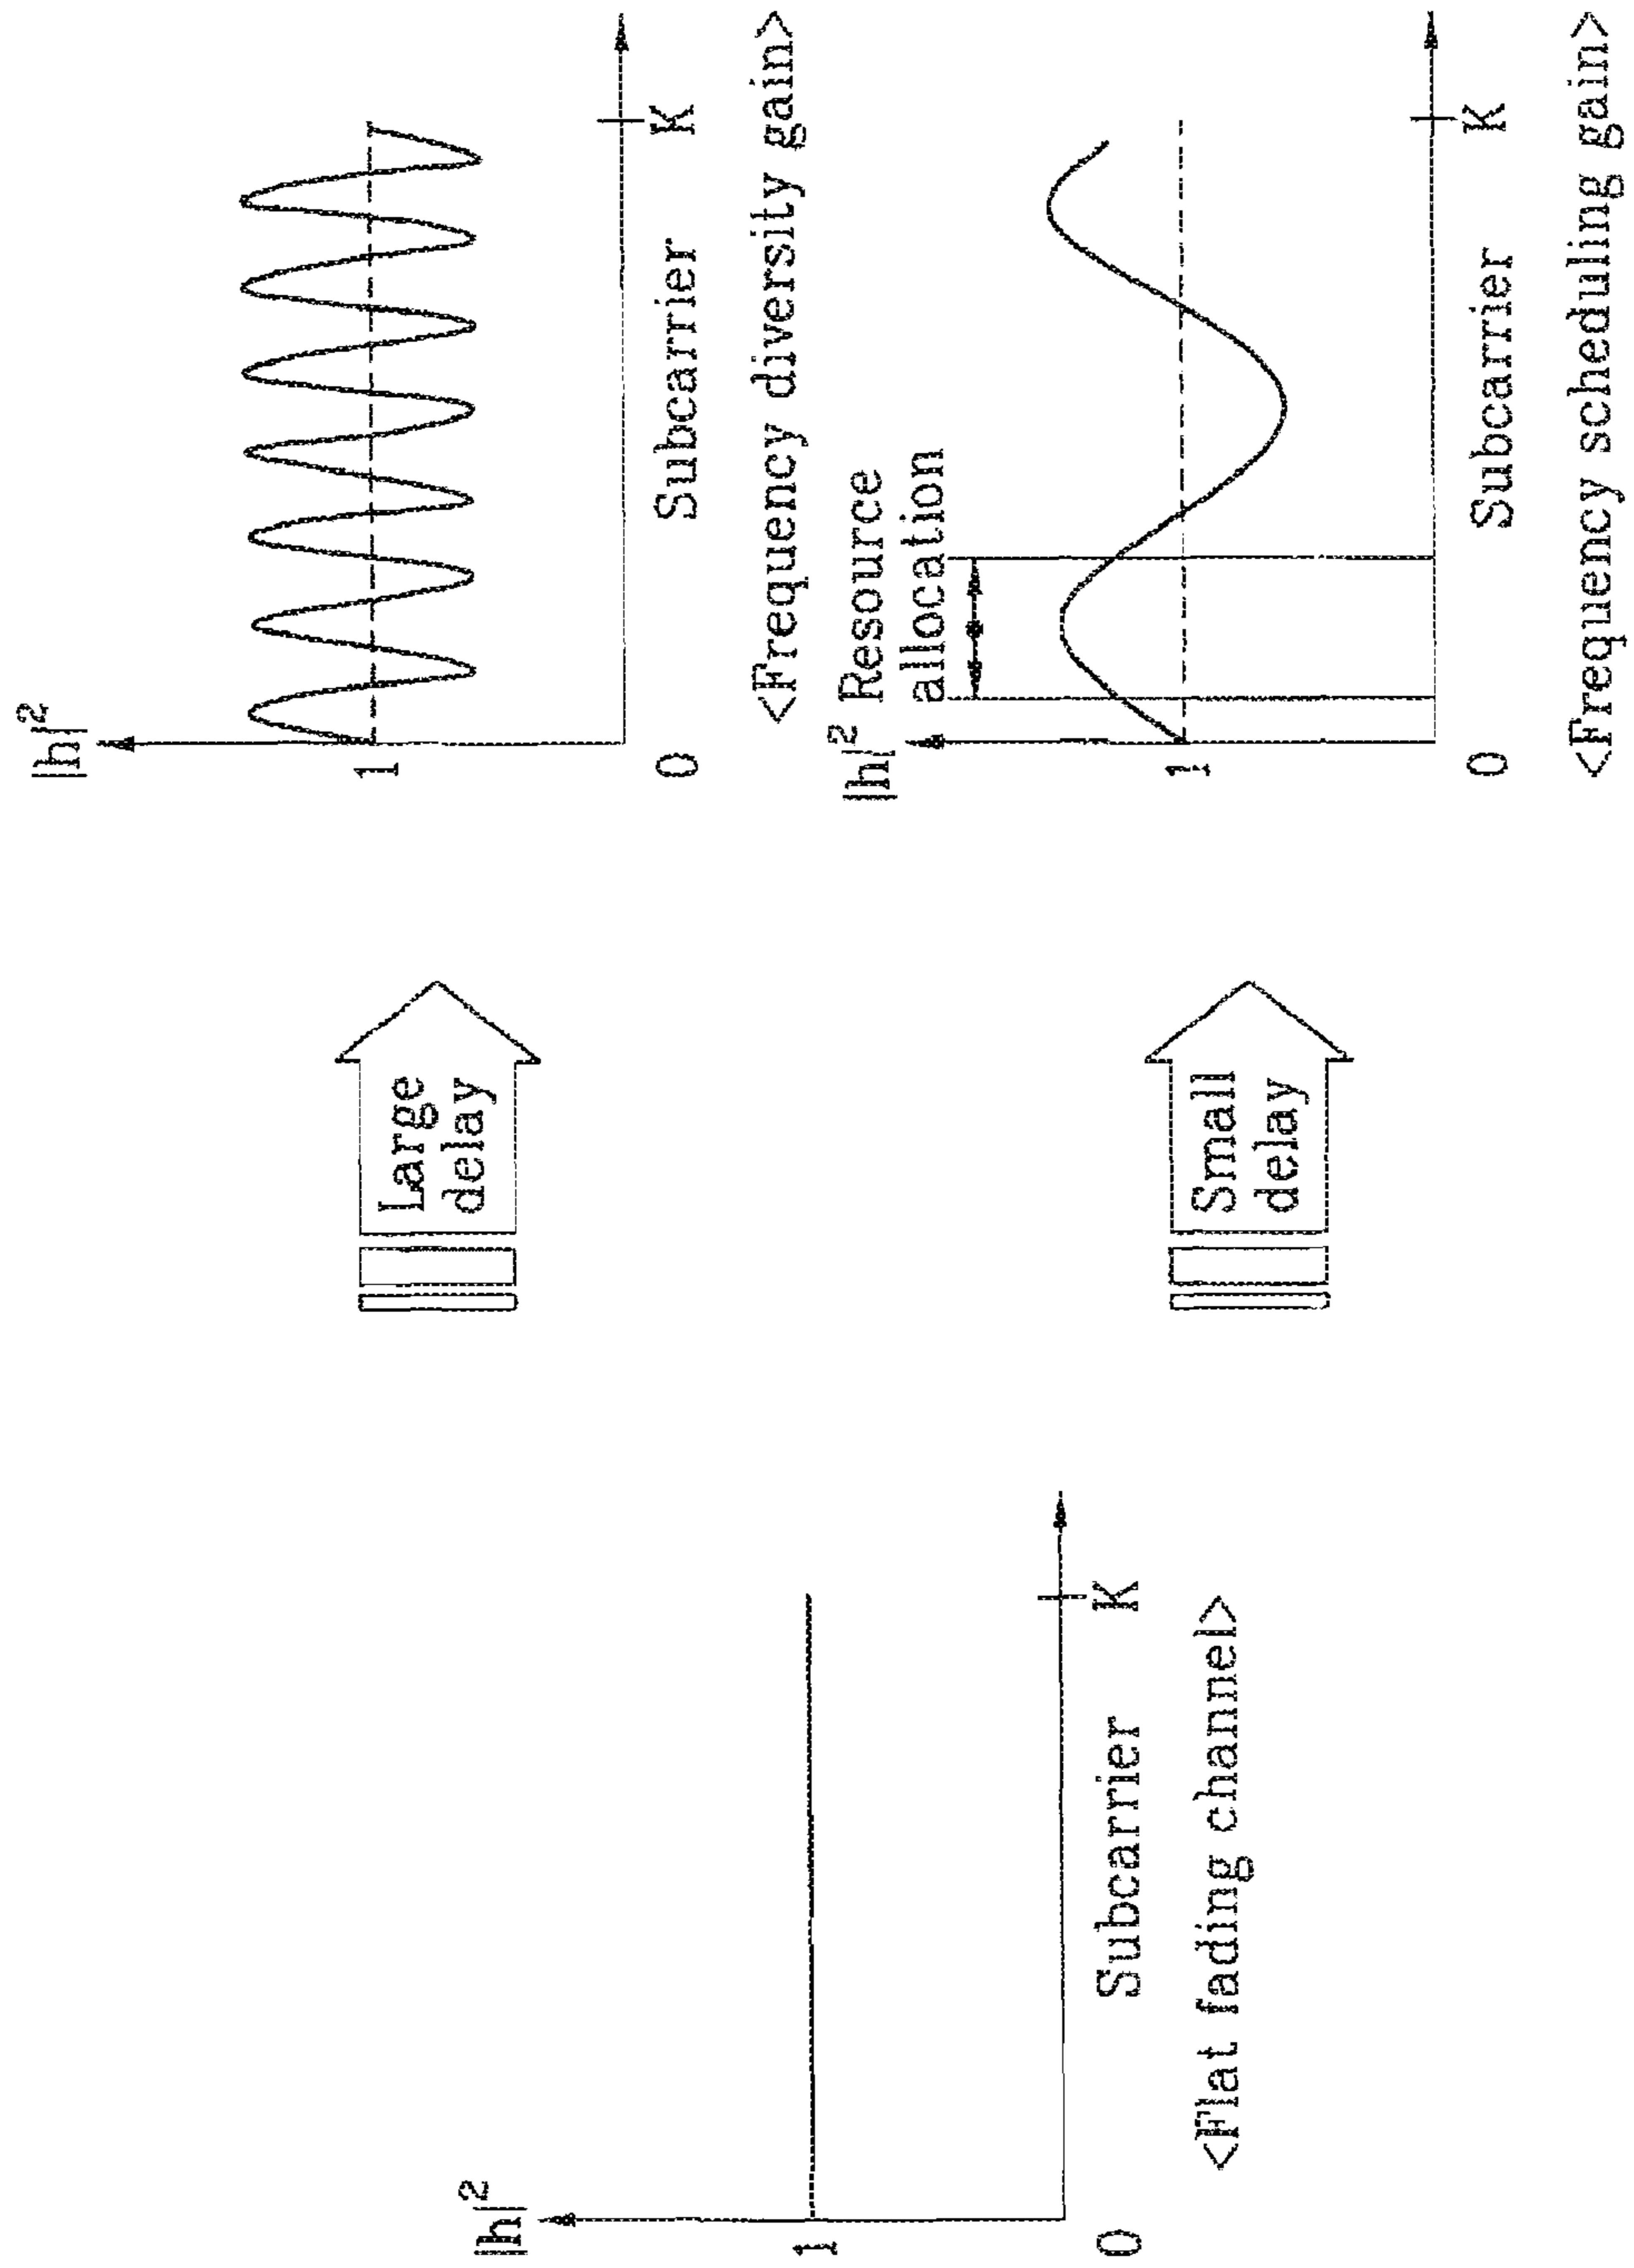 |h|²
1
0
Subcarrier
K
<Flat fading channel>
Large
delay
Small
delay
|h|²
1
0
Subcarrier
K
<Frequency diversity gain>
|h|²
Resource
allocation
1
0
Subcarrier
K
<Frequency scheduling gain>